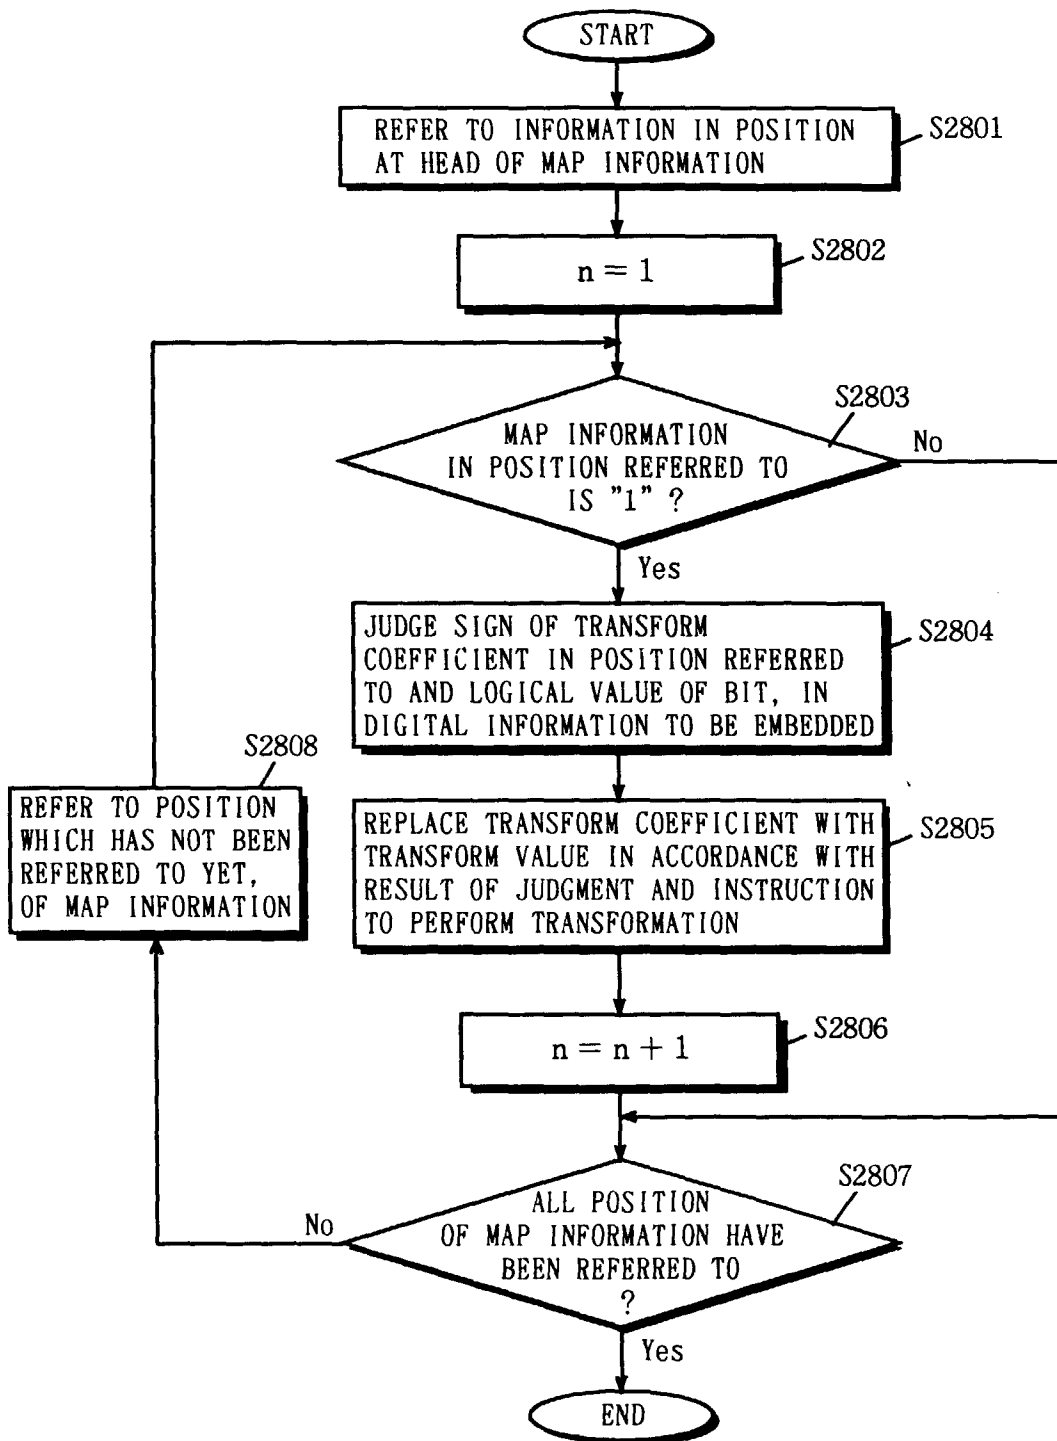 START
REFER TO INFORMATION IN POSITION
AT HEAD OF MAP INFORMATION
S2801
n = 1
S2802
MAP INFORMATION
IN POSITION REFERRED TO
IS "1" ?
S2803
No
Yes
JUDGE SIGN OF TRANSFORM
COEFFICIENT IN POSITION REFERRED
TO AND LOGICAL VALUE OF BIT, IN
DIGITAL INFORMATION TO BE EMBEDDED
S2804
S2808
REFER TO POSITION
WHICH HAS NOT BEEN
REFERRED TO YET,
OF MAP INFORMATION
REPLACE TRANSFORM COEFFICIENT WITH
TRANSFORM VALUE IN ACCORDANCE WITH
RESULT OF JUDGMENT AND INSTRUCTION
TO PERFORM TRANSFORMATION
S2805
n = n + 1
S2806
ALL POSITION
OF MAP INFORMATION HAVE
BEEN REFERRED TO
?
S2807
No
Yes
END